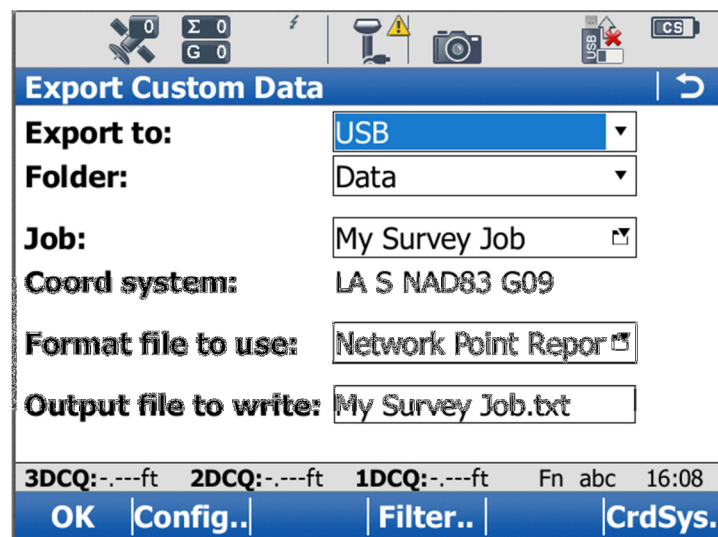 0 Σ 0
G 0
USB
CS
Export Custom Data
Export to: USB
Folder: Data
Job: My Survey Job
Coord system: LA S NAD83 G09
Format file to use: Network Point Repor
Output file to write: My Survey Job.txt
3DCQ:-.---ft 2DCQ:-.---ft 1DCQ:-.---ft Fn abc 16:08
OK Config.. Filter.. CrdSys.